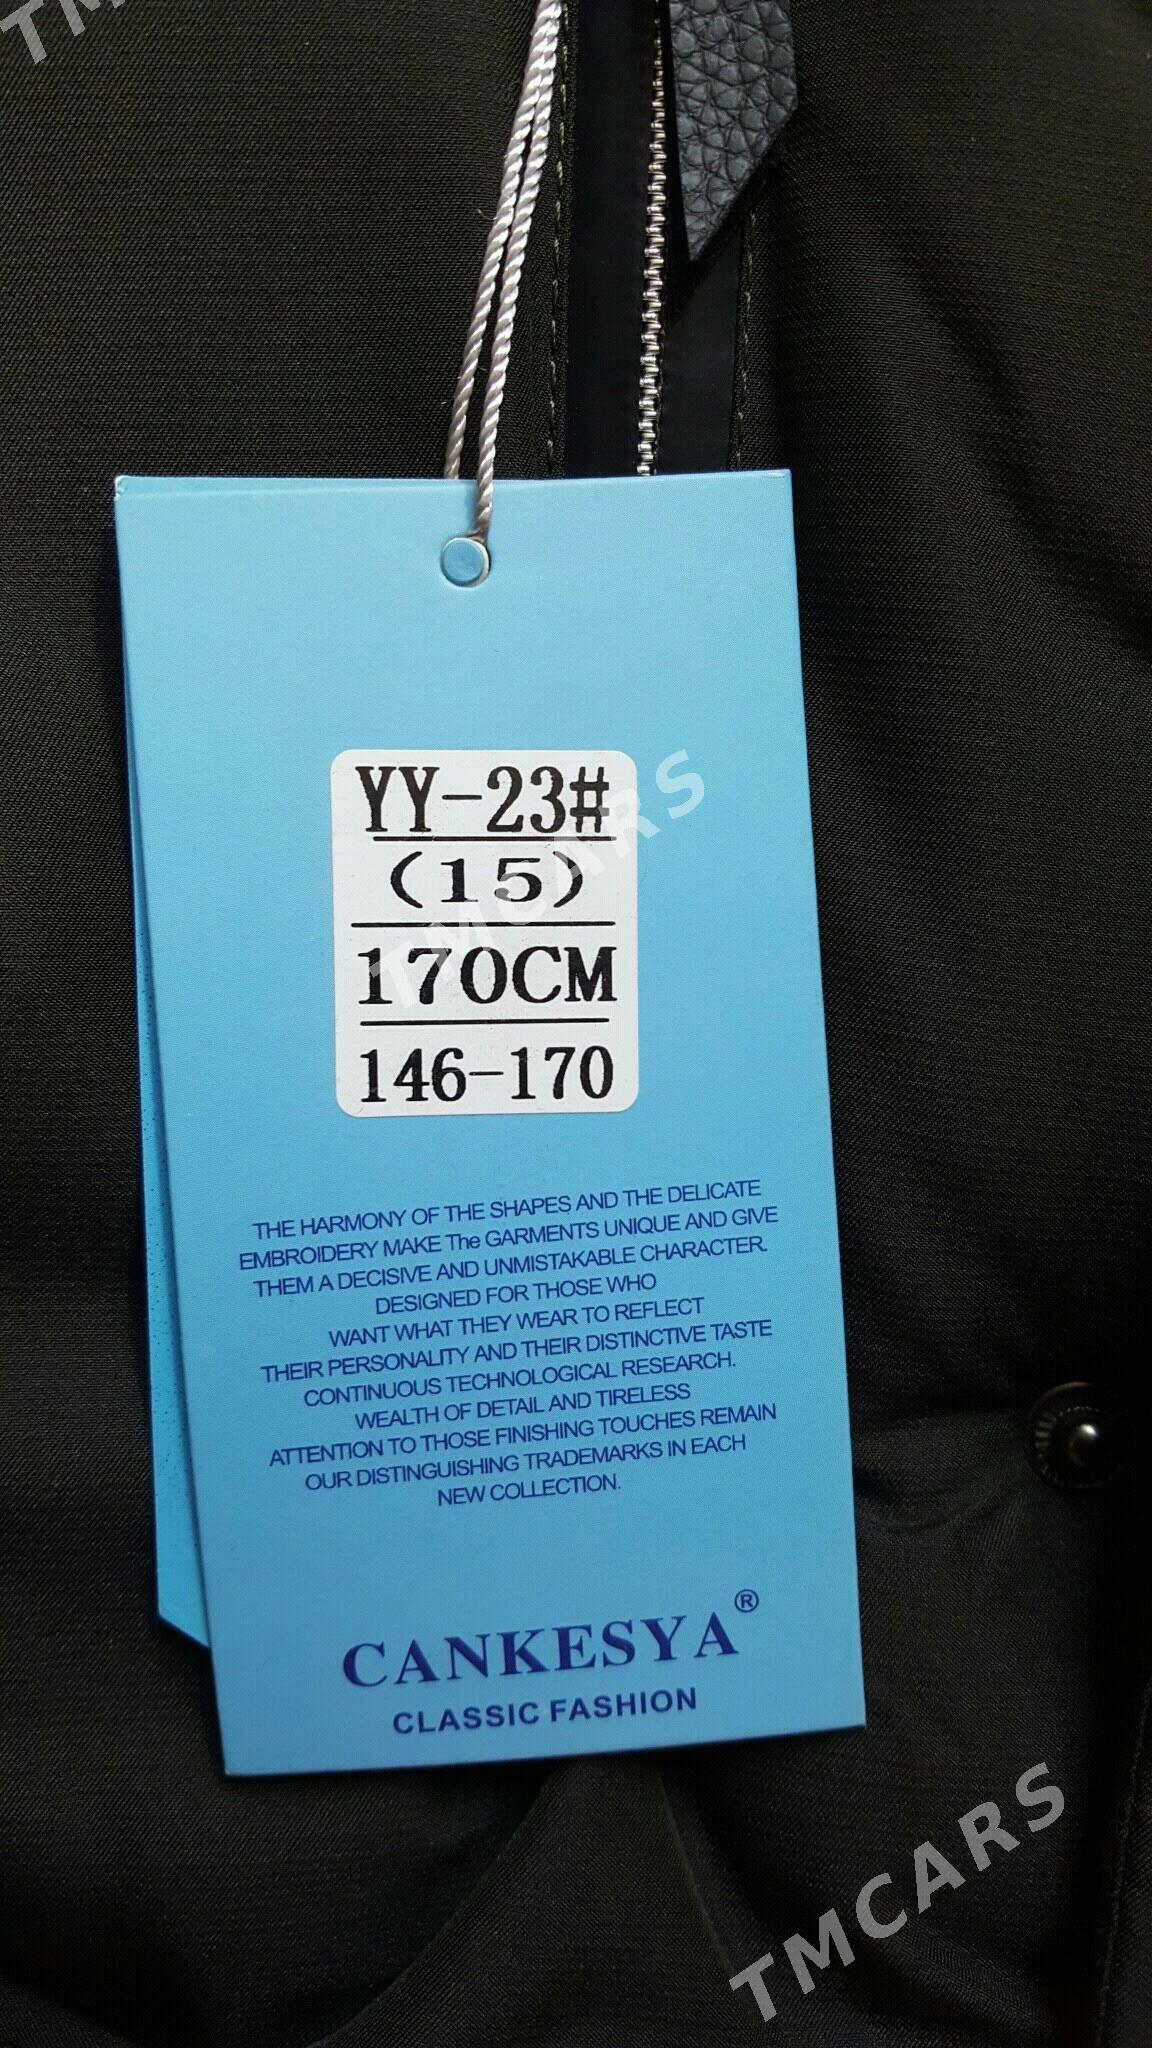 YY-23#
(15)
170CM
146-170
THE HARMONY OF THE SHAPES AND THE DELICATE
EMBROIDERY MAKE The GARMENTS UNIQUE AND GIVE
THEM A DECISIVE AND UNMISTAKABLE CHARACTER.
DESIGNED FOR THOSE WHO
WANT WHAT THEY WEAR TO REFLECT
THEIR PERSONALITY AND THEIR DISTINCTIVE TASTE
CONTINUOUS TECHNOLOGICAL RESEARCH.
WEALTH OF DETAIL AND TIRELESS
ATTENTION TO THOSE FINISHING TOUCHES REMAIN
OUR DISTINGUISHING TRADEMARKS IN EACH
NEW COLLECTION.
CANKESYA®
CLASSIC FASHION
TMCARS
TMCARS